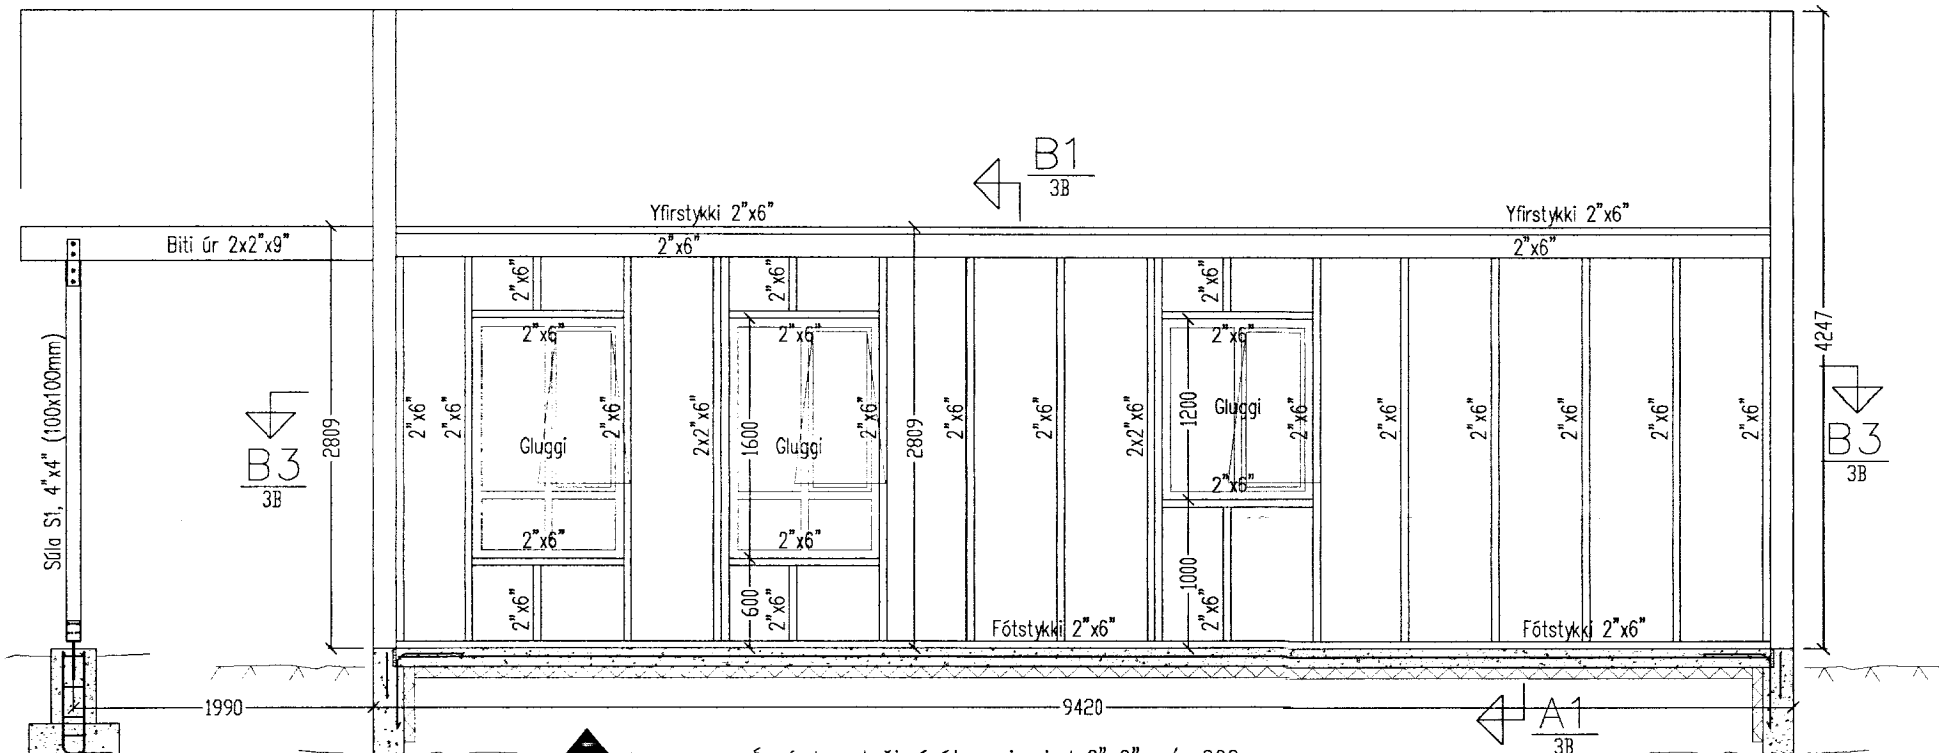 B1
3B
Yfirstykki 2"x6"
Yfirstykki 2"x6"
Biti úr 2x2"x9"
2"x6"
2"x6"
2"x6"
2"x6"
2"x6"
2"x6"
2"x6"
2"x6"
4247
Súla S1, 4"x4" (100x100mm)
B3
3B
2809
2"x6"
2"x6"
Gluggi
2"x6"
2x2"x6"
1600
Gluggi
2"x6"
2809
2"x6"
2"x6"
2x2"x6"
1200
Gluggi
2"x6"
2"x6"
2"x6"
2"x6"
2"x6"
2"x6"
B3
3B
2"x6"
2"x6"
2"x6"
2"x6"
600
2"x6"
1000
2"x6"
Fótstykki 2"x6"
Fótstykki 2"x6"
1990
9420
A1
3B